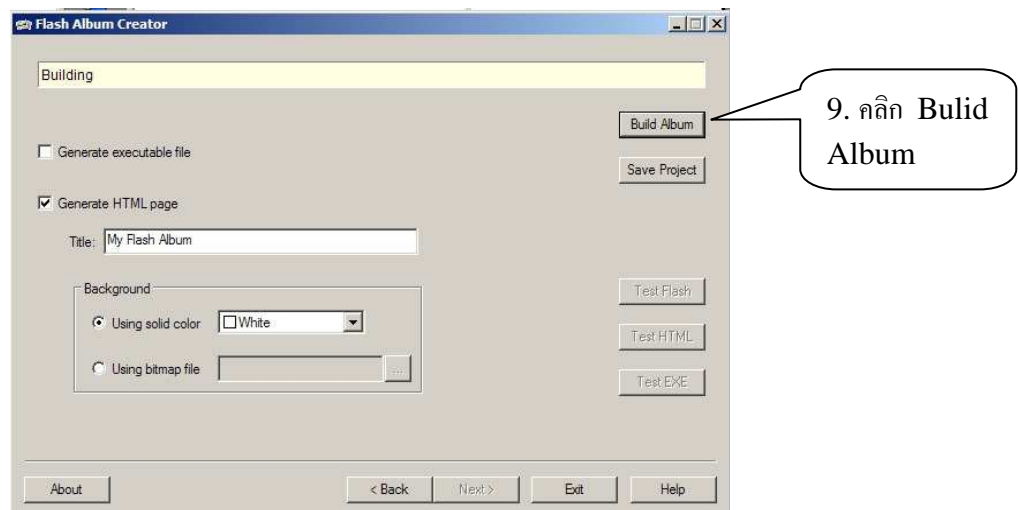 Flash Album Creator
Building
Build Album
Generate executable file
Save Project
Generate HTML page
Title: My Flash Album
Background
Test Flash
Using solid color White
Test HTML
Using bitmap file ...
Test EXE
About < Back Next > Exit Help
9. คลิก Bulid
Album